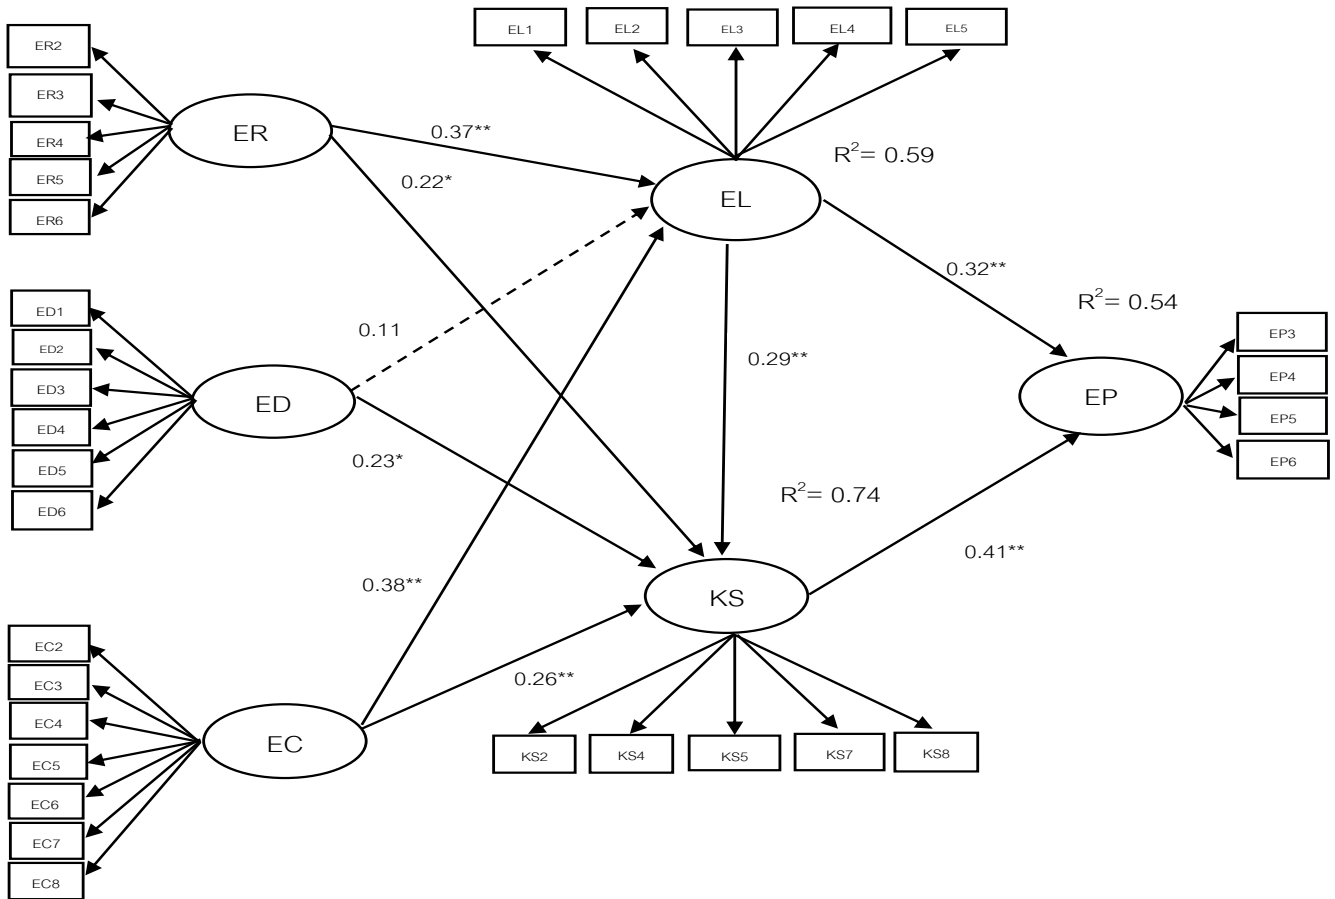 EL1
EL2
EL3
EL4
EL5
ER2
ER3
ER4
ER5
ER6
ER
0.37**
0.22*
R²= 0.59
EL
0.32**
R²= 0.54
ED1
ED2
ED3
ED4
ED5
ED6
ED
0.11
0.23*
0.29**
EP
EP3
EP4
EP5
EP6
R²= 0.74
0.41**
0.38**
KS
0.26**
EC2
EC3
EC4
EC5
EC6
EC7
EC8
EC
KS2
KS4
KS5
KS7
KS8